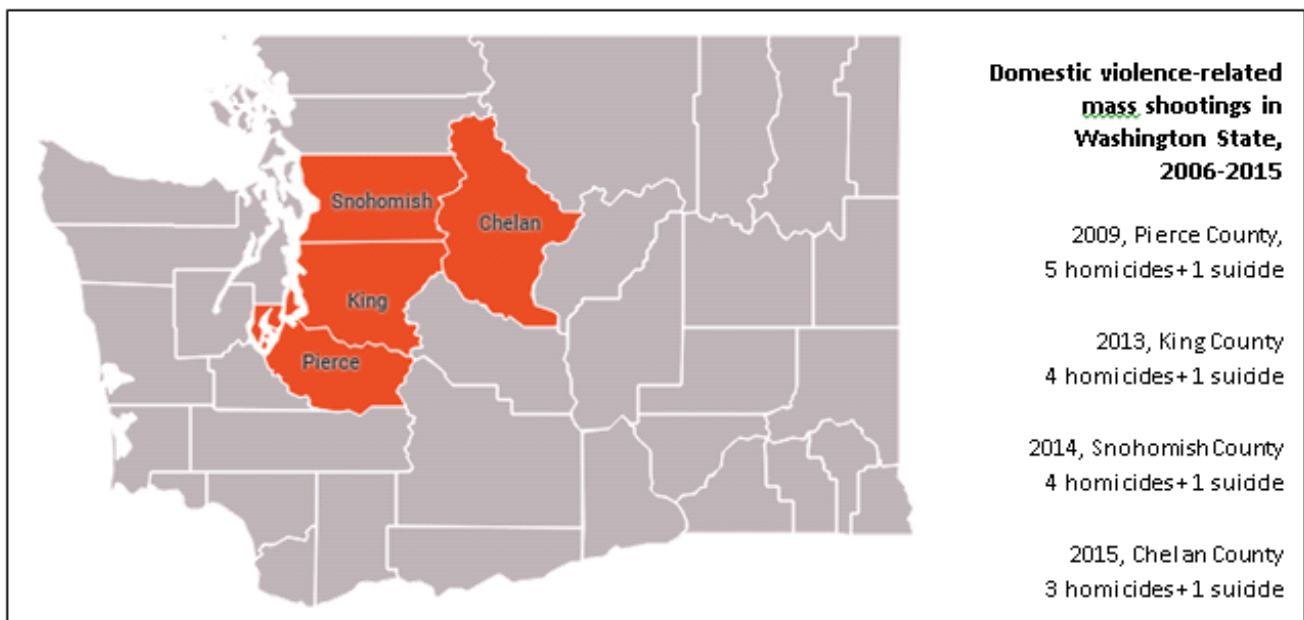 Domestic violence-related
mass shootings in
Washington State,
2006-2015
Snohomish
Chelan
King
Pierce
2009, Pierce County,
5 homicides+ 1 suicide
2013, King County
4 homicides+ 1 suicide
2014, Snohomish County
4 homicides+ 1 suicide
2015, Chelan County
3 homicides+ 1 suicide